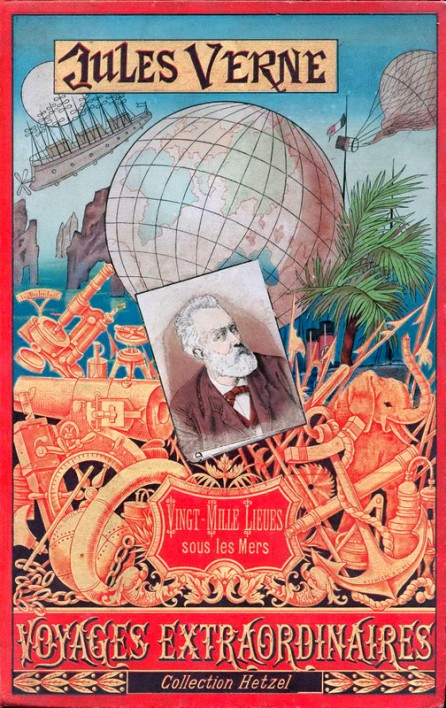 JULES VERNE
VINGT-MILLE LIEUES
sous les Mers
VOYAGES EXTRAORDINAIRES
Collection Hetzel